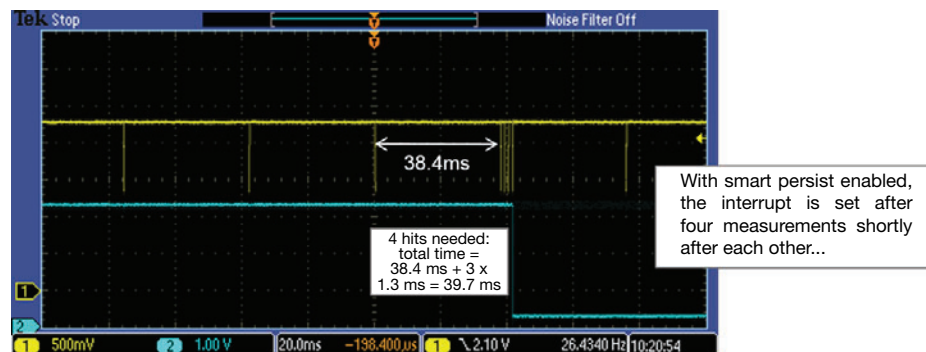 Tek Stop
Noise Filter Off
38.4ms
With smart persist enabled,
the interrupt is set after
four measurements shortly
after each other...
4 hits needed:
total time =
38.4 ms + 3 x
1.3 ms = 39.7 ms
1
2
1 500mV 2 1.00 V 20.0ms -198.400µs 1 2.10 V 26.4340 Hz 10:20:54